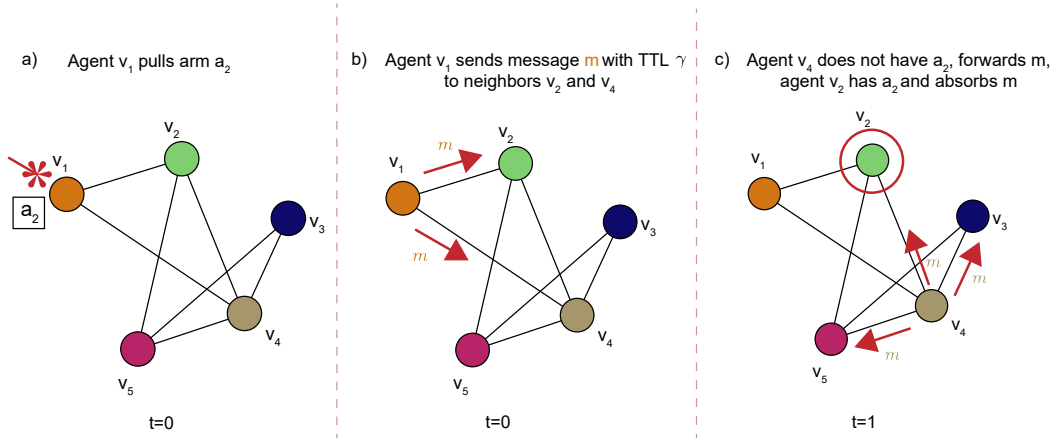 a) Agent v₁ pulls arm a₂
v₂
v₁
a₂
v₃
v₄
v₅
t=0
b) Agent v₁ sends message m with TTL γ
to neighbors v₂ and v₄
v₂
m
v₁
v₃
m
v₄
v₅
t=0
c) Agent v₄ does not have a₂, forwards m,
agent v₂ has a₂ and absorbs m
v₂
v₁
v₃
m
m
v₄
m
v₅
t=1